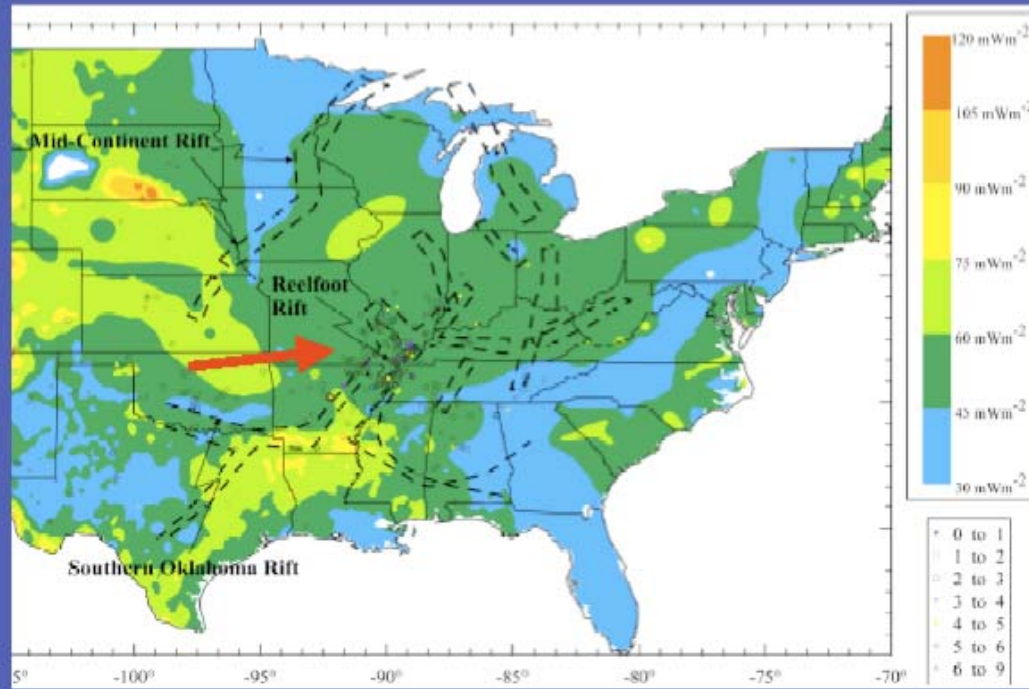 Mid-Continent Rift
Reelfoot
Rift
Southern Oklahoma Rift
5°
-100°
-95°
-90°
-85°
-80°
-75°
-70°
120 mWm-2
105 mWm-2
90 mWm-2
75 mWm-2
60 mWm-2
45 mWm-2
30 mWm-2
0 to 1
1 to 2
2 to 3
3 to 4
4 to 5
5 to 6
6 to 9